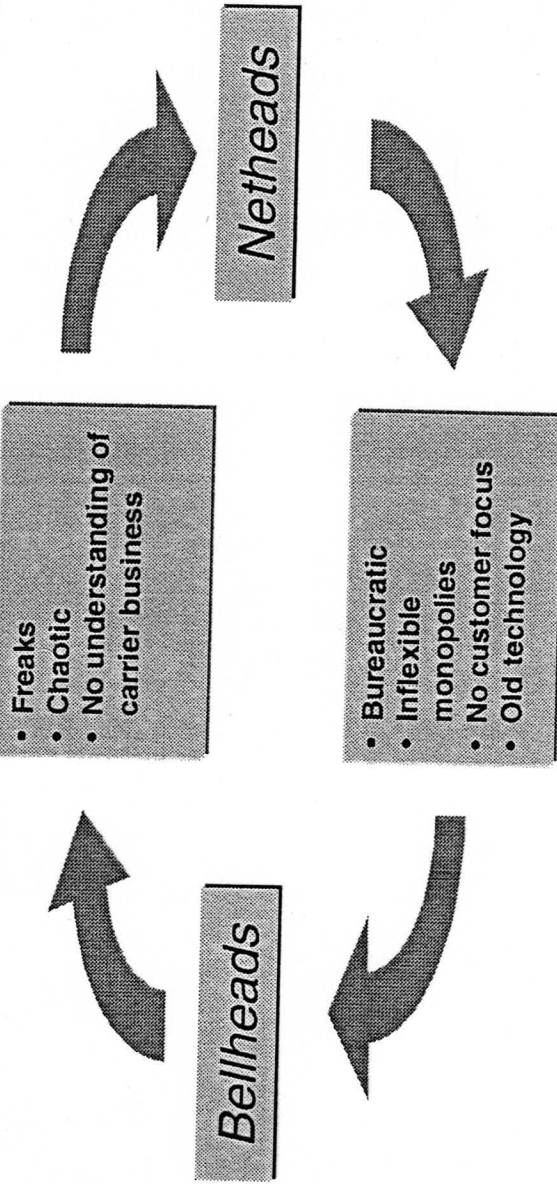 Bellheads
• Freaks
• Chaotic
• No understanding of
carrier business
Netheads
• Bureaucratic
• Inflexible
monopolies
• No customer focus
• Old technology